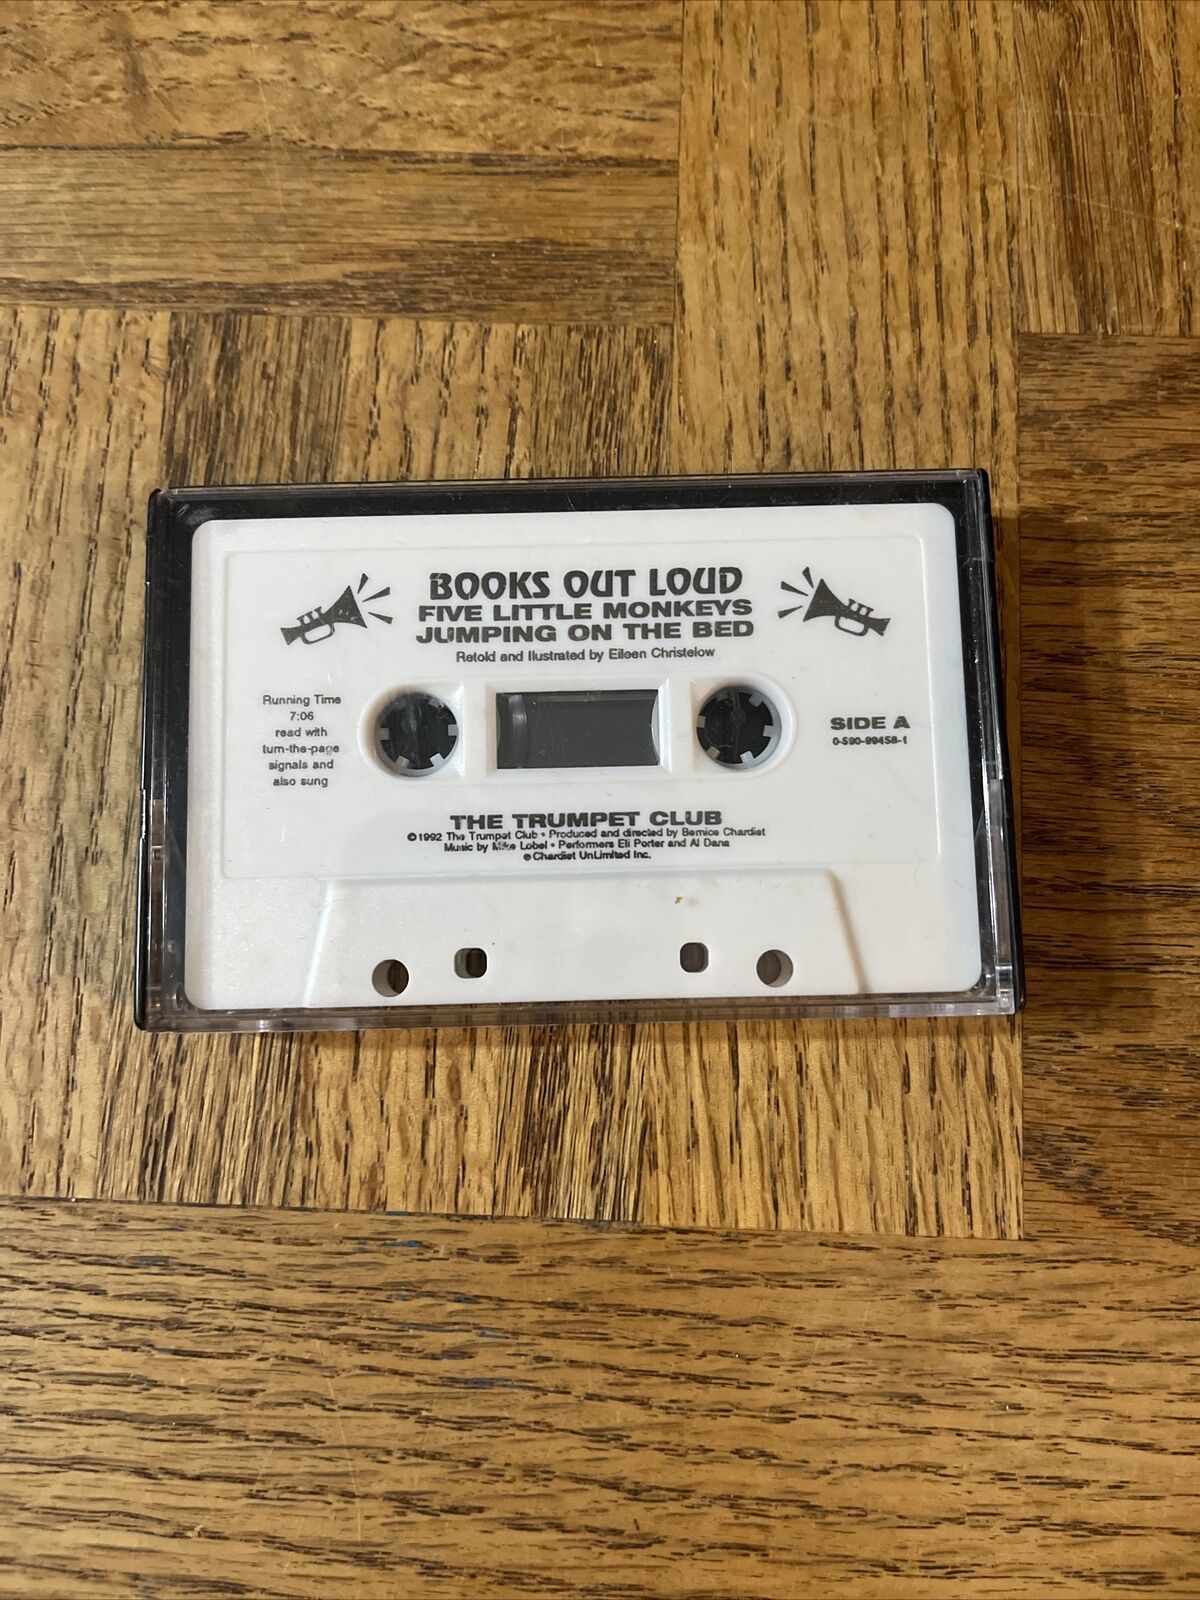 BOOKS OUT LOUD
FIVE LITTLE MONKEYS
JUMPING ON THE BED
Retold and Ilustrated by Eileen Christelow
Running Time
7:06
read with
turn-the-page
signals and
also sung
SIDE A
0-590-99458-1
THE TRUMPET CLUB
©1992 The Trumpet Club • Produced and directed by Bernice Chardiet
Music by Mike Lobel • Performers Eli Porter and Al Dana
℗ Chardiet UnLimited Inc.